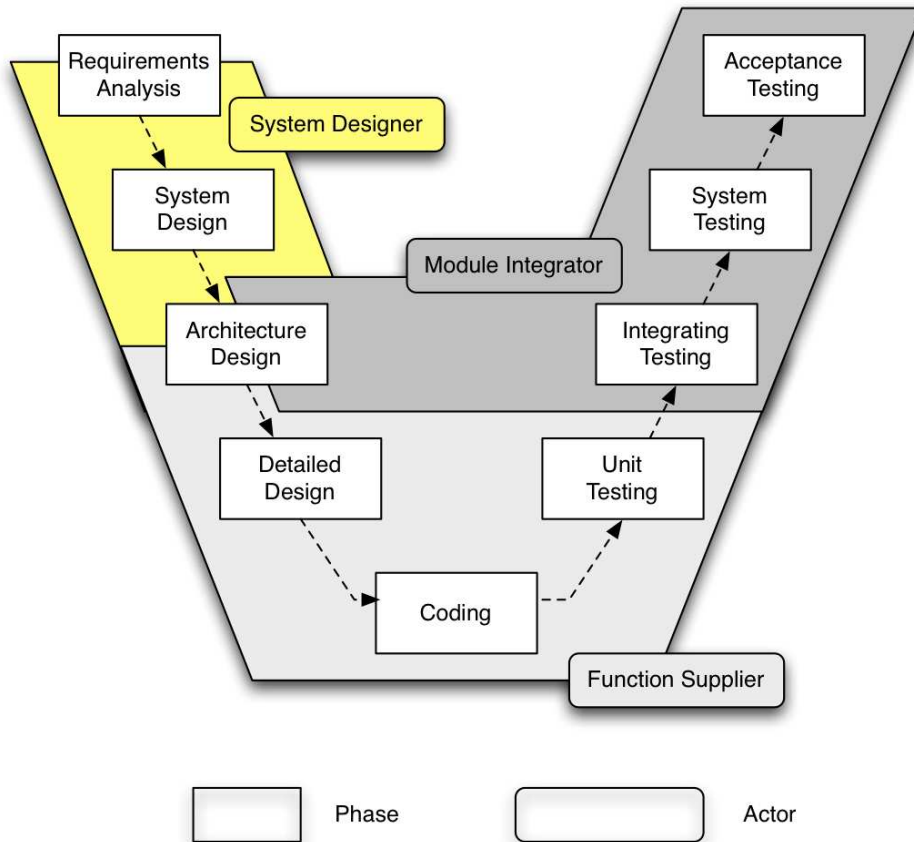 Requirements
Analysis
Acceptance
Testing
System Designer
System
Design
System
Testing
Module Integrator
Architecture
Design
Integrating
Testing
Detailed
Design
Unit
Testing
Coding
Function Supplier
Phase
Actor